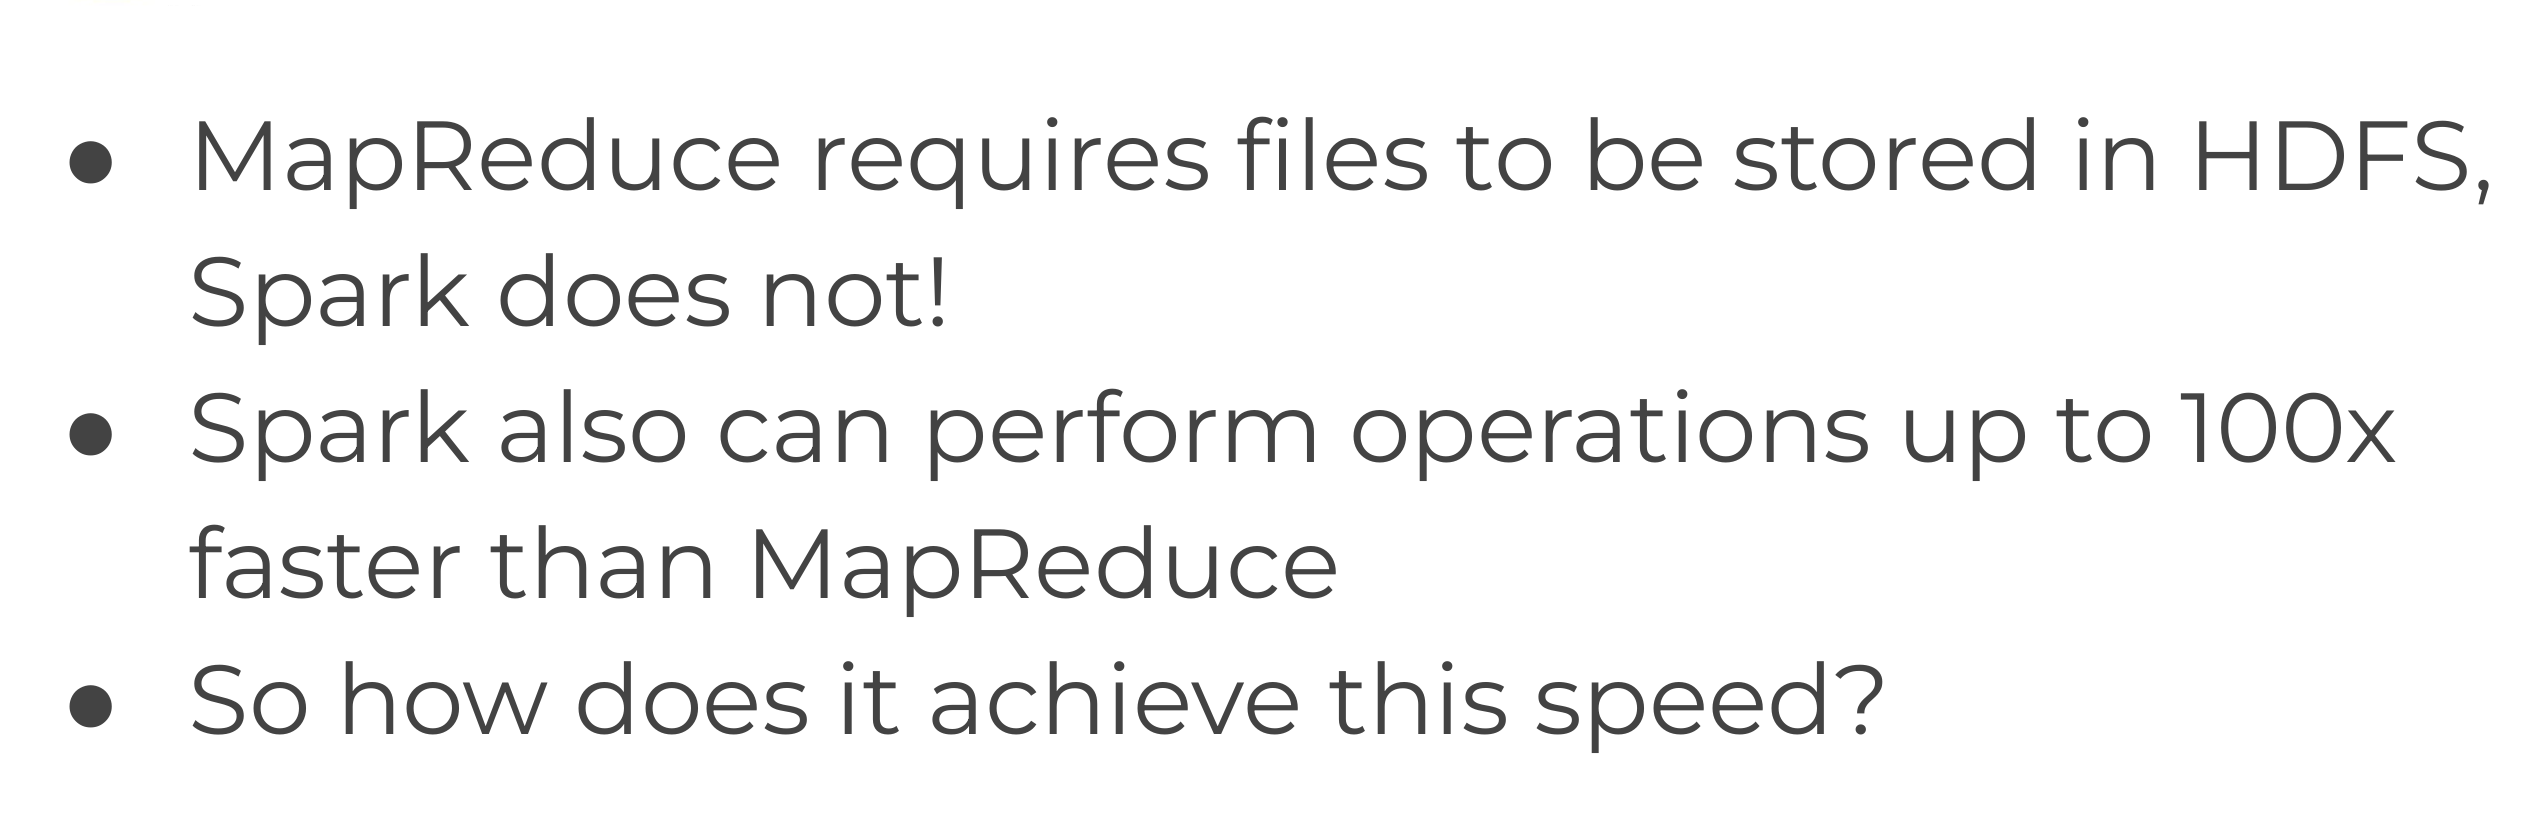 ● MapReduce requires files to be stored in HDFS,
Spark does not!
● Spark also can perform operations up to 100x
faster than MapReduce
● So how does it achieve this speed?